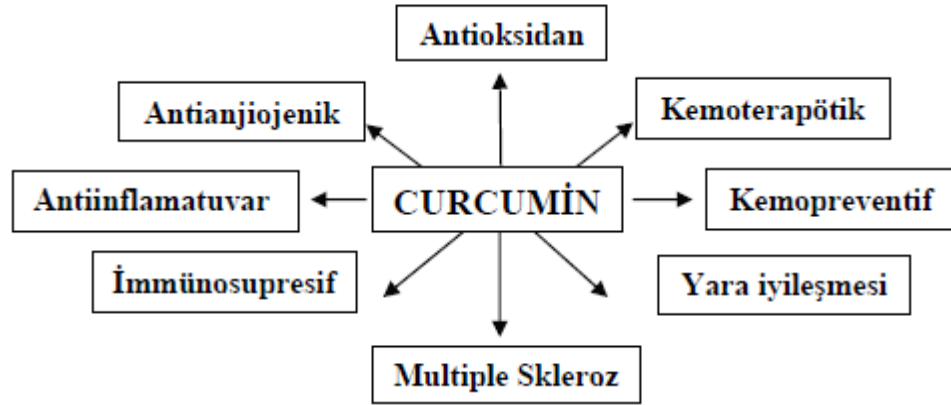 Antioksidan
Antianjiojenik
Kemoterapötik
Antiinflamatuvar
CURCUMİN
Kemopreventif
İmmünosupresif
Yara iyileşmesi
Multiple Skleroz